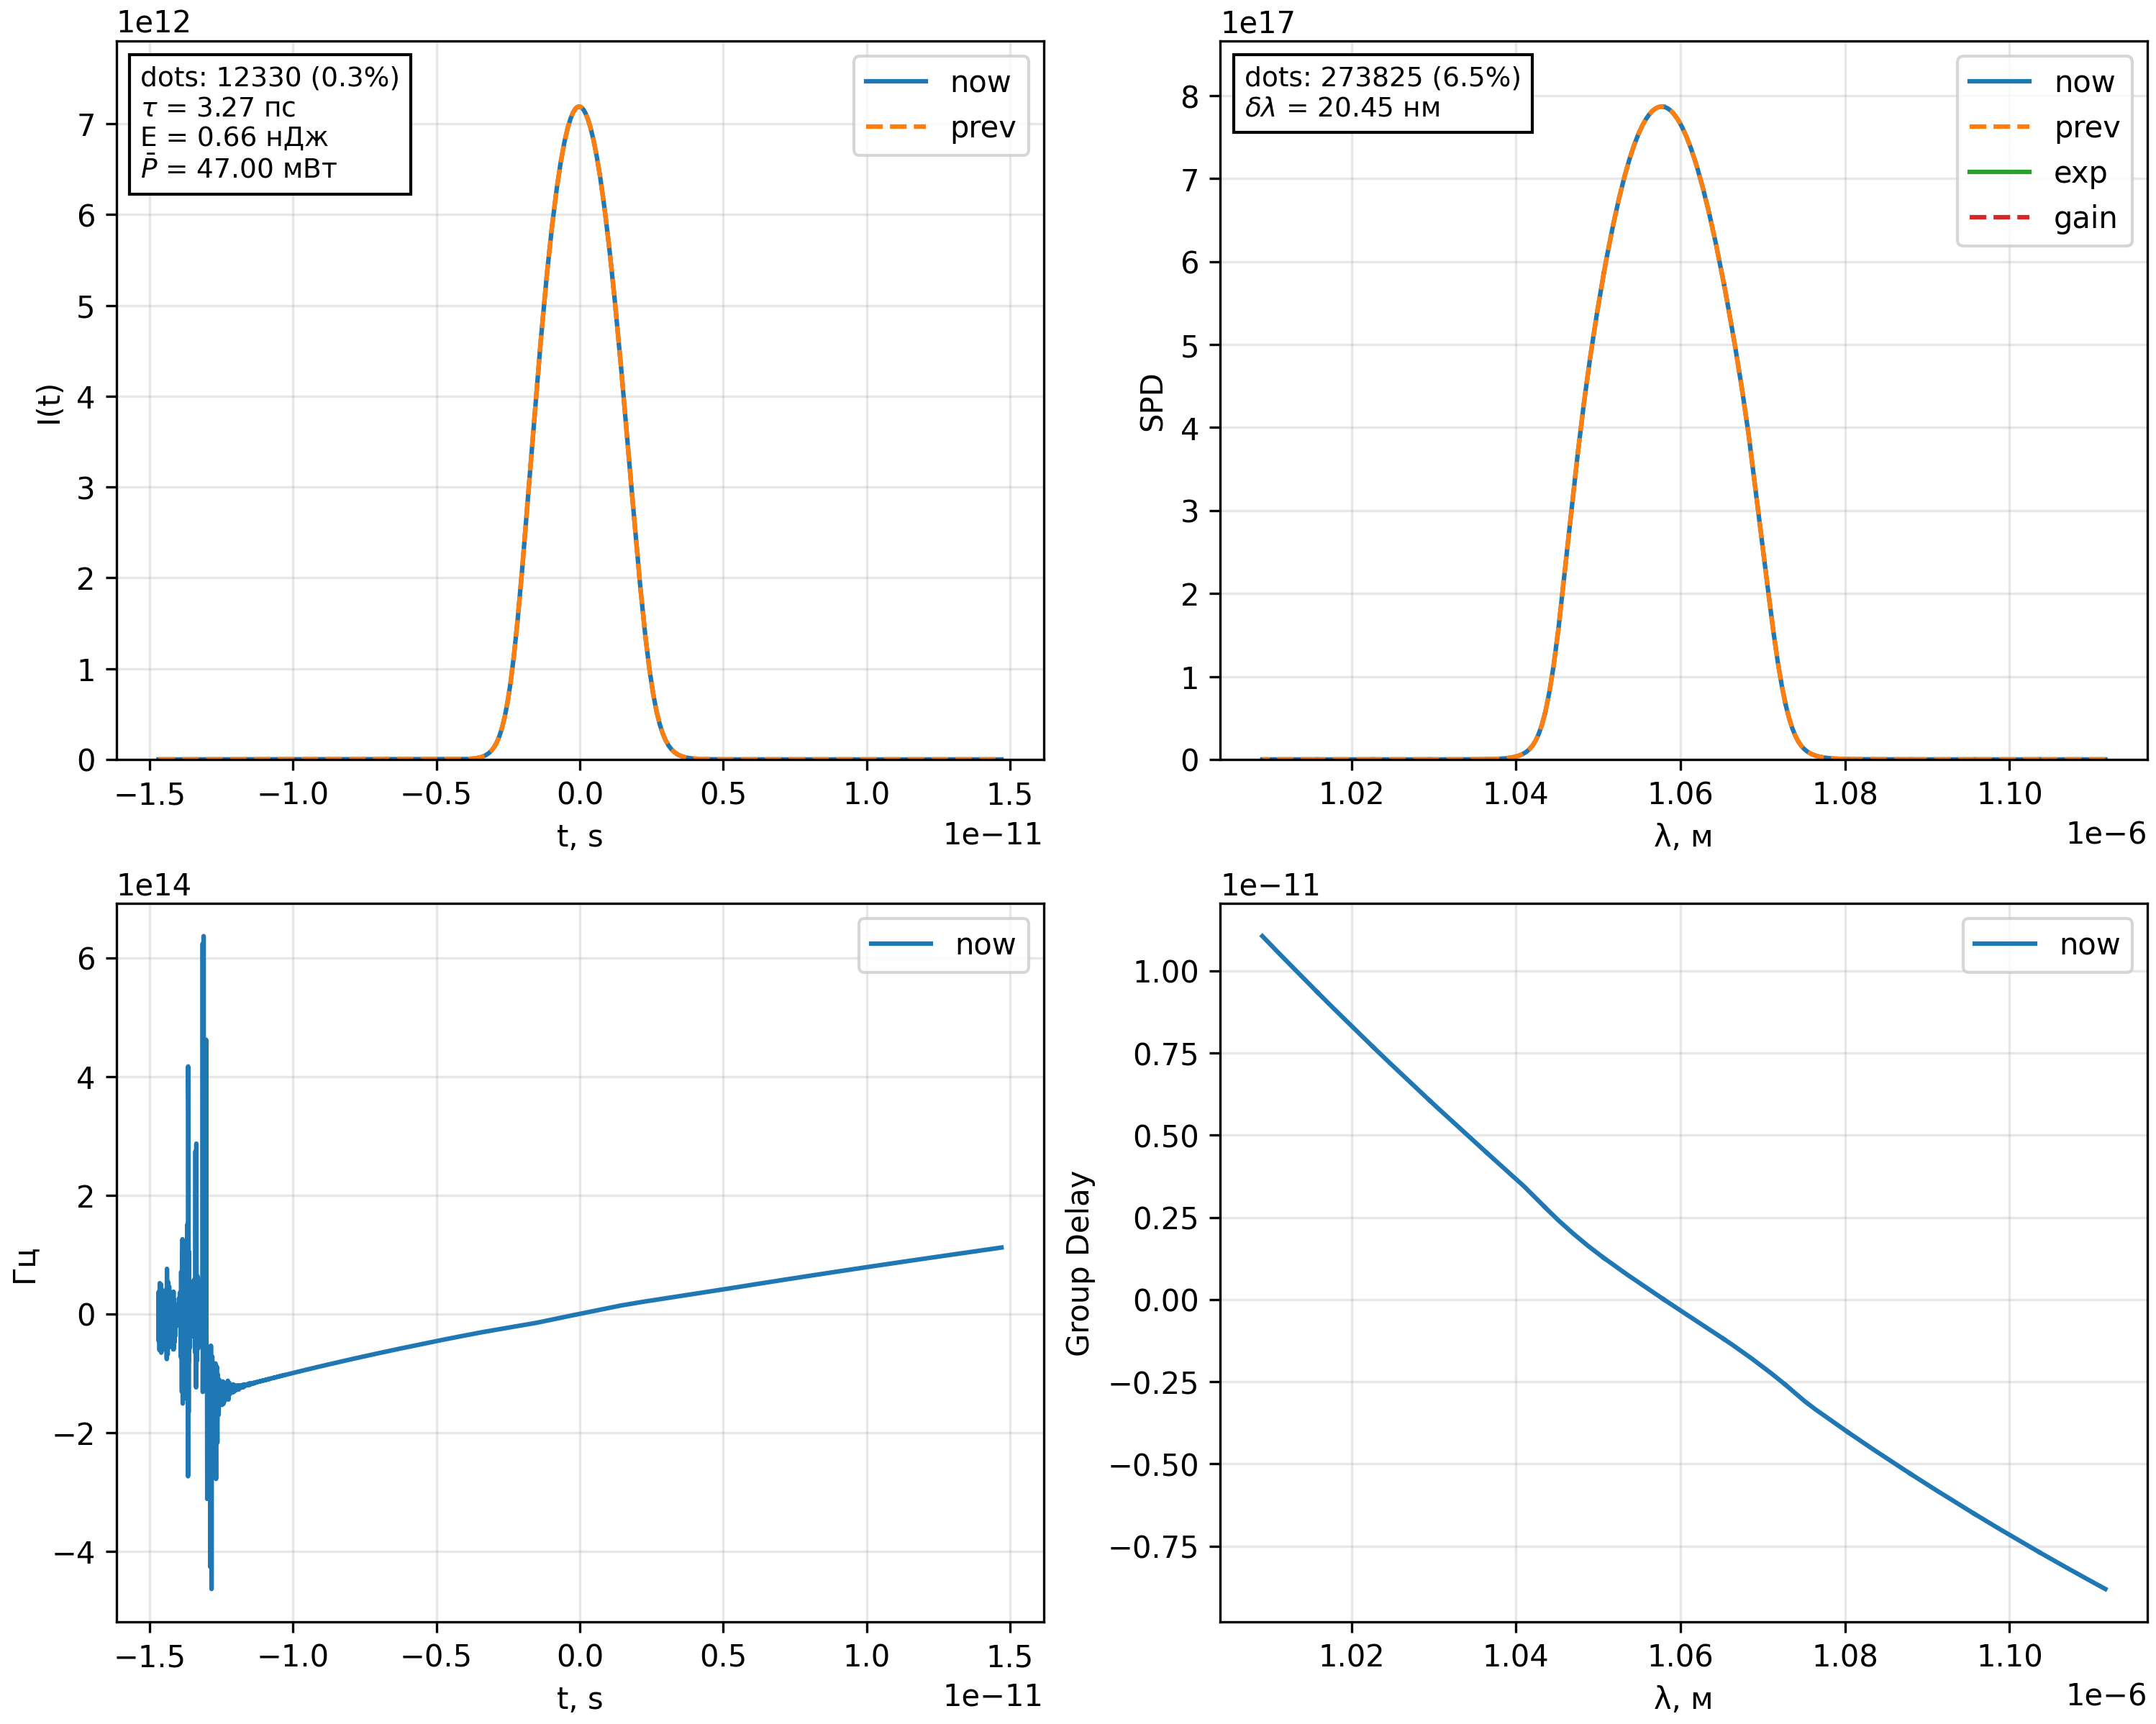 1e12
dots: 12330 (0.3%)
τ = 3.27 пс
E = 0.66 нДж
P̄ = 47.00 мВт
now
prev
7
6
5
4
3
2
1
0
I(t)
−1.5 −1.0 −0.5 0.0 0.5 1.0 1.5
t, s
1e−11
1e17
dots: 273825 (6.5%)
δλ = 20.45 нм
now
prev
exp
gain
8
7
6
5
4
3
2
1
0
SPD
1.02 1.04 1.06 1.08 1.10
λ, м
1e−6
1e14
now
6
4
2
0
−2
−4
Гц
−1.5 −1.0 −0.5 0.0 0.5 1.0 1.5
t, s
1e−11
1e−11
now
1.00
0.75
0.50
0.25
0.00
−0.25
−0.50
−0.75
Group Delay
1.02 1.04 1.06 1.08 1.10
λ, м
1e−6